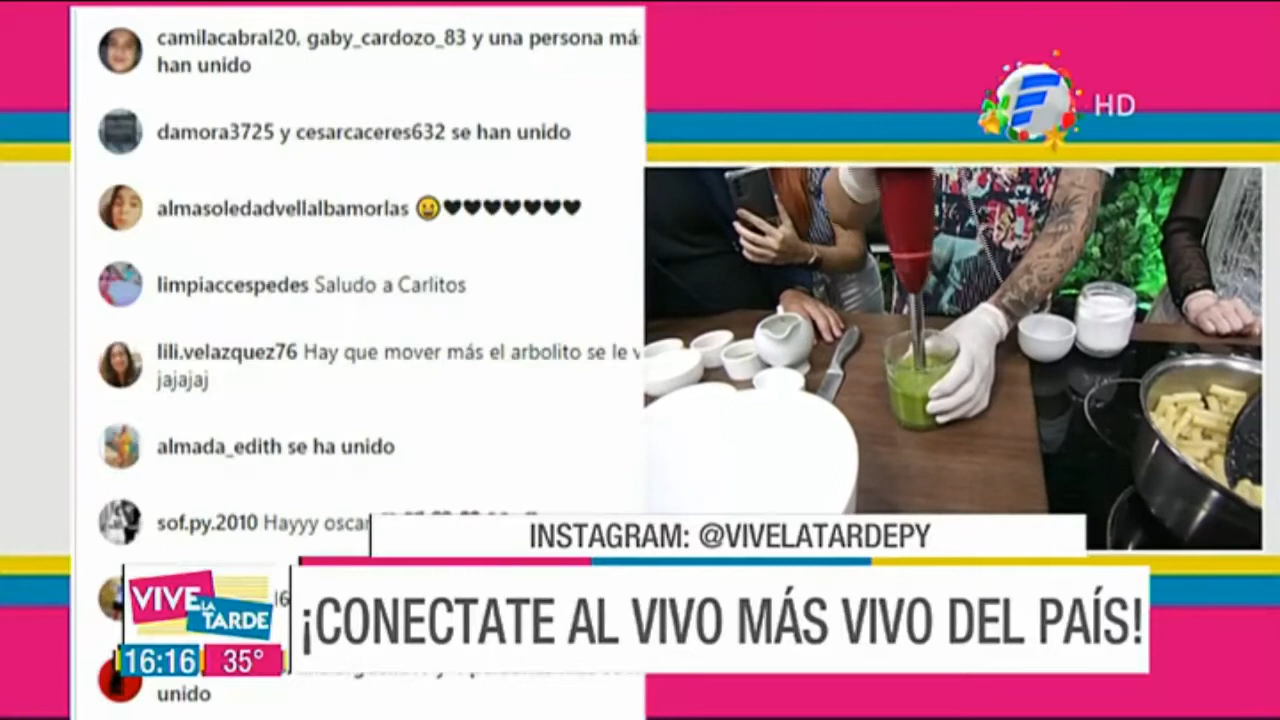 camilacabral20, gaby_cardozo_83 y una persona más
han unido
damora3725 y cesarcaceres632 se han unido
almasoledadvellalbamorlas 😀🖤🖤🖤🖤🖤🖤🖤
limpiaccespedes Saludo a Carlitos
lili.velazquez76 Hay que mover más el arbolito se le v
jajajaj
almada_edith se ha unido
sof.py.2010 Hayyy oscar
unido
HD
INSTAGRAM: @VIVELATARDEPY
¡CONECTATE AL VIVO MÁS VIVO DEL PAÍS!
VIVE
LA
TARDE
16:16 35°